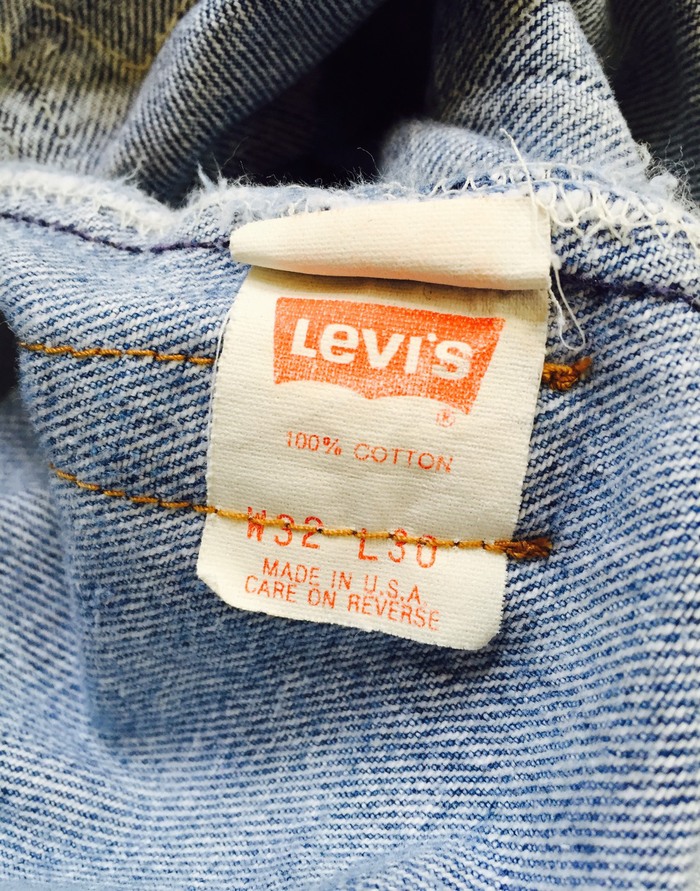 Levi's
®
100% COTTON
W32 L30
MADE IN U.S.A
CARE ON REVERSE